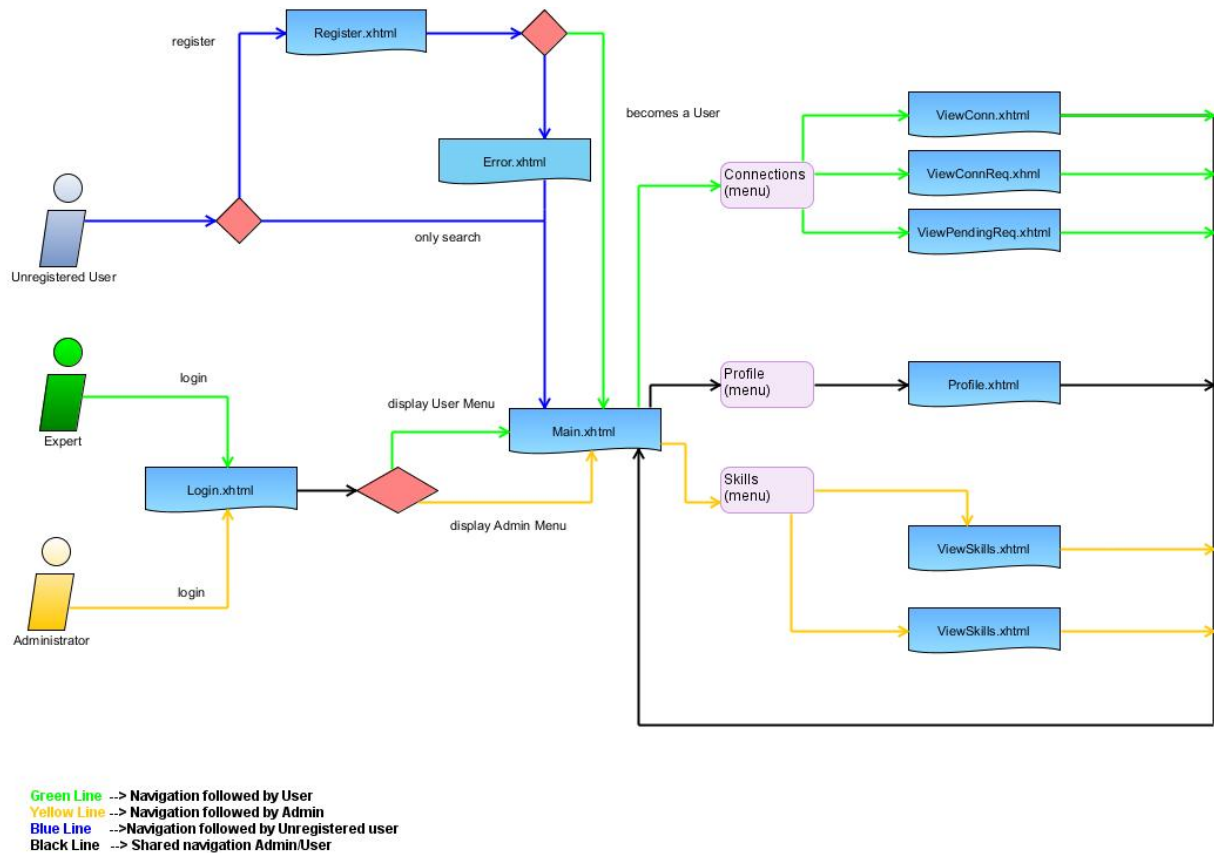 register
Register.xhtml
becomes a User
ViewConn.xhtml
Error.xhtml
Connections
(menu)
ViewConnReq.xhml
only search
ViewPendingReq.xhtml
Unregistered User
login
display User Menu
Profile
(menu)
Profile.xhtml
Expert
Main.xhtml
Login.xhtml
Skills
(menu)
display Admin Menu
ViewSkills.xhtml
login
Administrator
ViewSkills.xhtml
Green Line --> Navigation followed by User
Yellow Line --> Navigation followed by Admin
Blue Line -->Navigation followed by Unregistered user
Black Line --> Shared navigation Admin/User